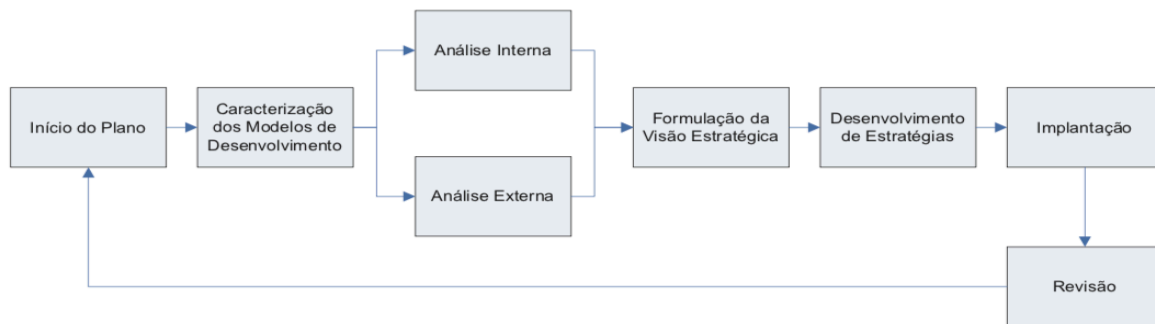 Início do Plano
Caracterização
dos Modelos de
Desenvolvimento
Análise Interna
Análise Externa
Formulação da
Visão Estratégica
Desenvolvimento
de Estratégias
Implantação
Revisão